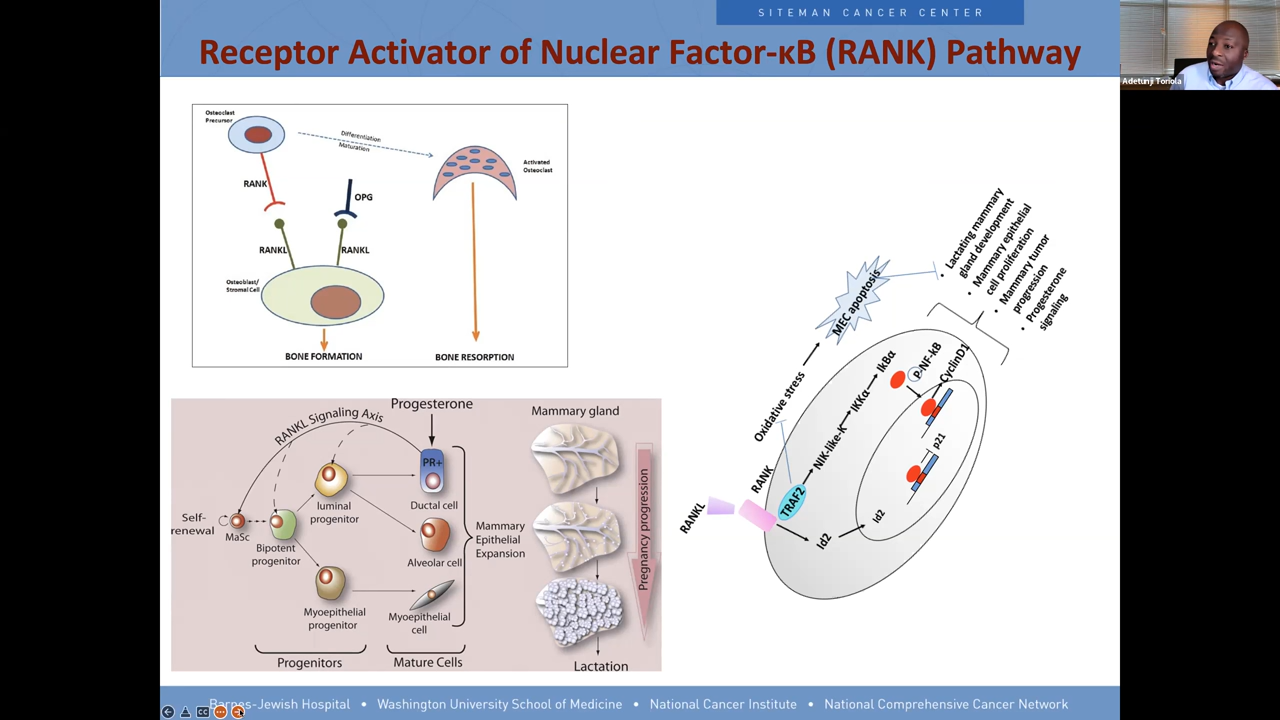 SITEMAN CANCER CENTER
Receptor Activator of Nuclear Factor-κB (RANK) Pathway
Adetunji Toriola
Osteoclast
Precursor
Differentiation
Maturation
Activated
Osteoclast
RANK
OPG
RANKL
RANKL
Osteoblast/
Stromal Cell
BONE FORMATION
BONE RESORPTION
Progesterone
RANKL Signaling Axis
PR+
Ductal cell
luminal
progenitor
Self-
renewal
MaSc
Bipotent
progenitor
Alveolar cell
Myoepithelial
progenitor
Myoepithelial
cell
Mammary
Epithelial
Expansion
Progenitors
Mature Cells
Mammary gland
Pregnancy progression
Lactation
• Lactating mammary
gland development
• Mammary epithelial
cell proliferation
• Mammary tumor
progression
• Progesterone
signaling
MEC apoptosis
Oxidative stress
RANKL
RANK
TRAF2
NIK-like-K
IKKα
IkBα
P-NF-kB
CyclinD1
p21
Id2
Id2
CC
Barnes-Jewish Hospital • Washington University School of Medicine • National Cancer Institute • National Comprehensive Cancer Network